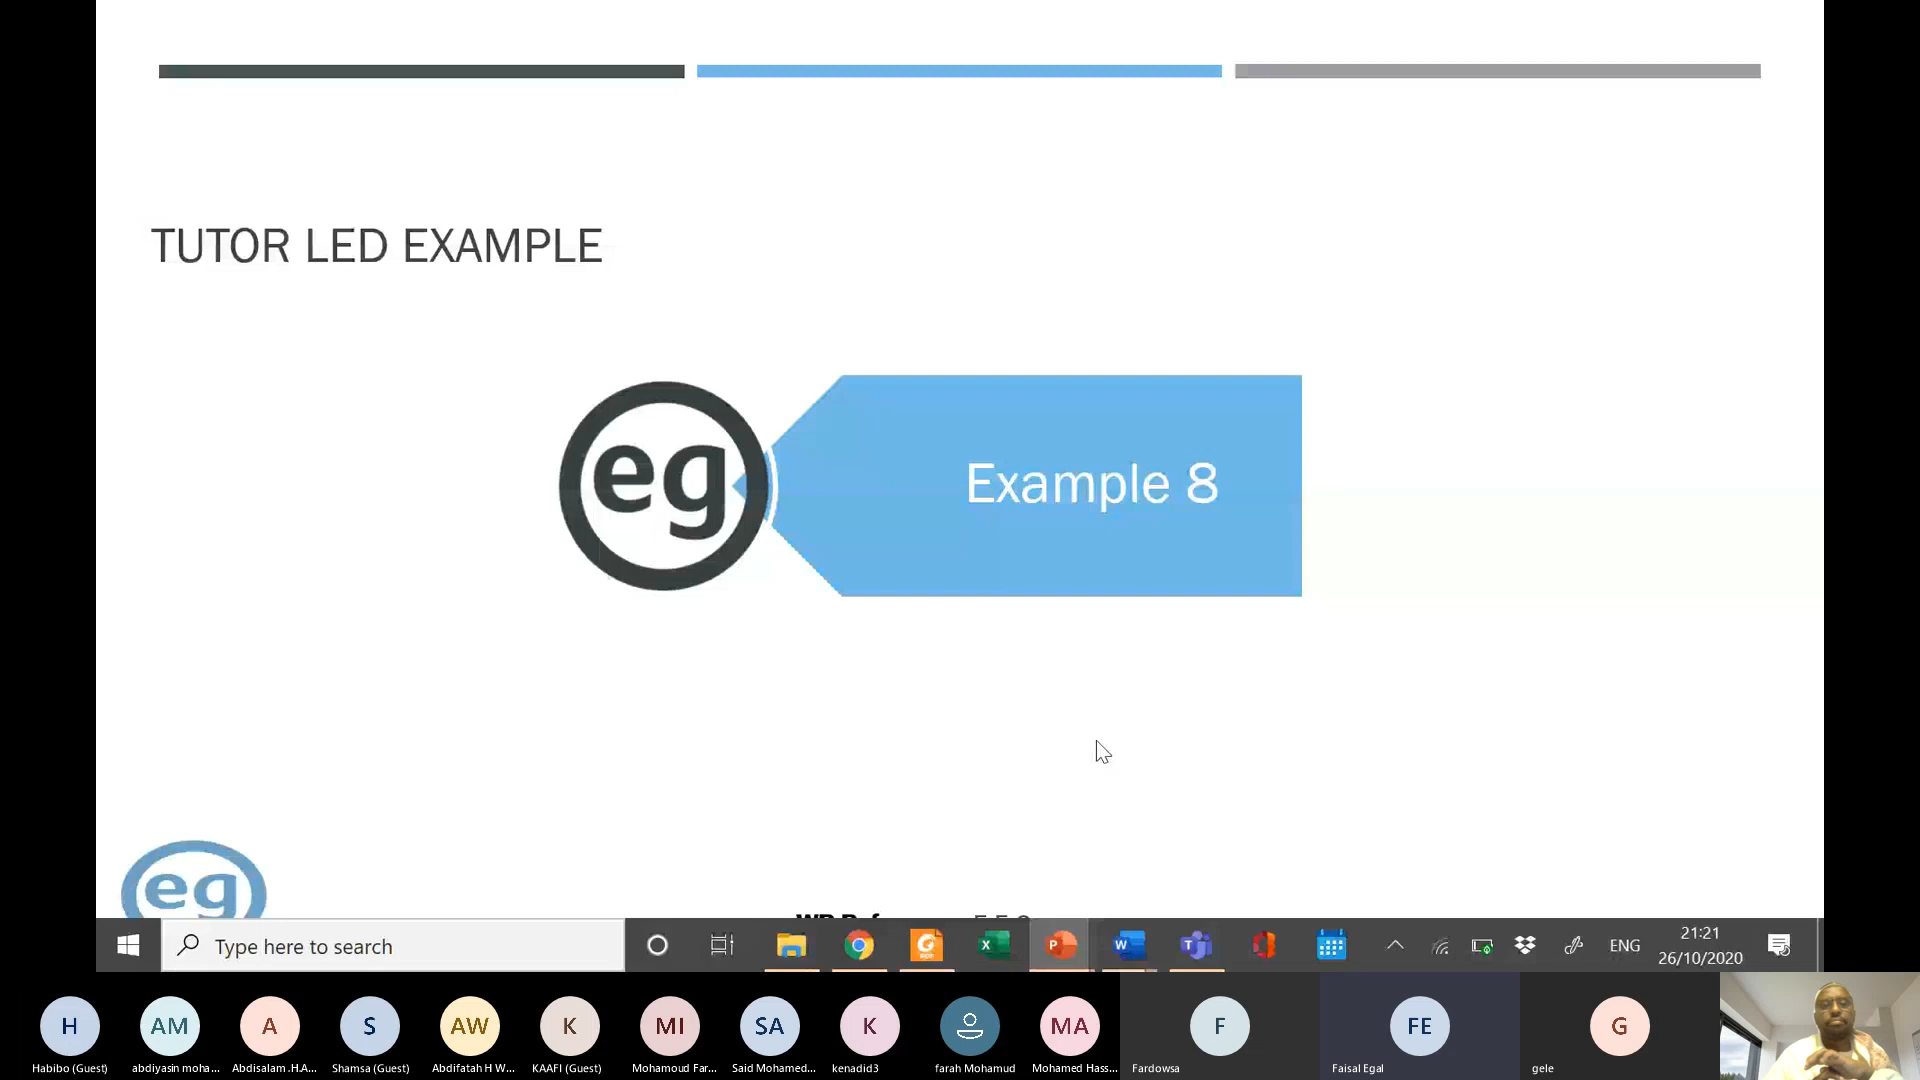 TUTOR LED EXAMPLE
eg
Example 8
eg
Type here to search
ENG
21:21
26/10/2020
H
AM
A
S
AW
K
MI
SA
K
MA
F
FE
G
Habibo (Guest)
abdiyasin moha...
Abdisalam .H.A...
Shamsa (Guest)
Abdifatah H W...
KAAFI (Guest)
Mohamoud Far...
Said Mohamed...
kenadid3
farah Mohamud
Mohamed Hass...
Fardowsa
Faisal Egal
gele